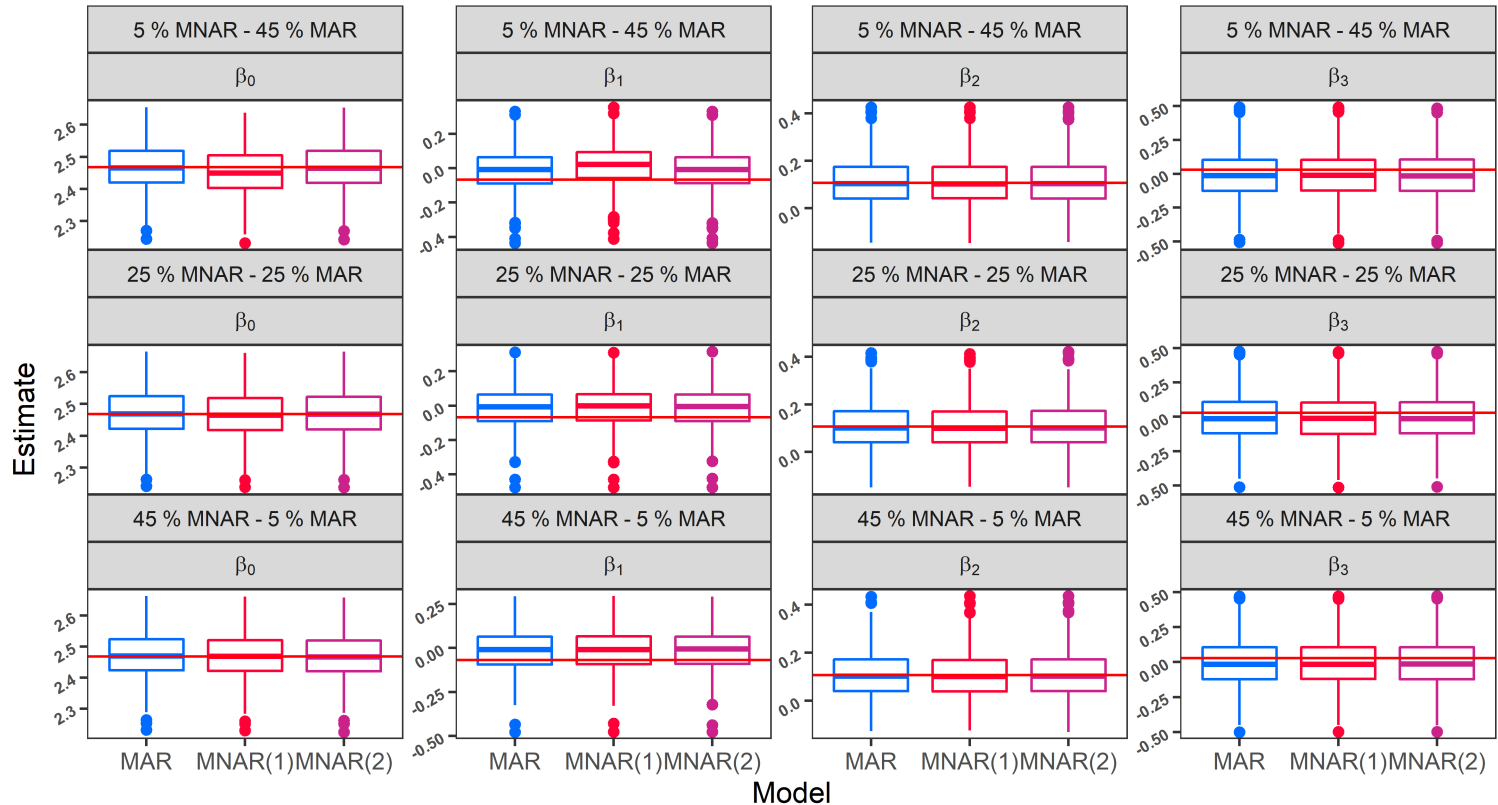 5 % MNAR - 45 % MAR
5 % MNAR - 45 % MAR
5 % MNAR - 45 % MAR
5 % MNAR - 45 % MAR
β0
β1
β2
β3
2.6
2.5
2.4
2.3
0.2
0.0
-0.2
-0.4
0.4
0.2
0.0
0.50
0.25
0.00
-0.25
-0.50
25 % MNAR - 25 % MAR
25 % MNAR - 25 % MAR
25 % MNAR - 25 % MAR
25 % MNAR - 25 % MAR
β0
β1
β2
β3
2.6
2.5
2.4
2.3
0.2
0.0
-0.2
-0.4
0.4
0.2
0.0
0.50
0.25
0.00
-0.25
-0.50
45 % MNAR - 5 % MAR
45 % MNAR - 5 % MAR
45 % MNAR - 5 % MAR
45 % MNAR - 5 % MAR
β0
β1
β2
β3
2.6
2.5
2.4
2.3
0.25
0.00
-0.25
-0.50
0.4
0.2
0.0
0.50
0.25
0.00
-0.25
-0.50
MAR MNAR(1) MNAR(2)
MAR MNAR(1) MNAR(2)
MAR MNAR(1) MNAR(2)
MAR MNAR(1) MNAR(2)
Estimate
Model